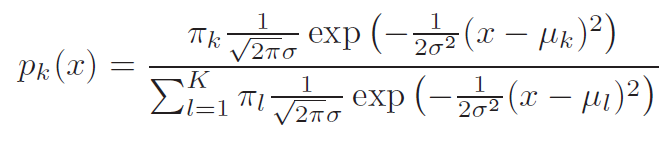 p_k(x) = \frac{\pi_k \frac{1}{\sqrt{2\pi}\sigma} \exp\left(-\frac{1}{2\sigma^2}(x - \mu_k)^2\right)}{\sum_{l=1}^{K} \pi_l \frac{1}{\sqrt{2\pi}\sigma} \exp\left(-\frac{1}{2\sigma^2}(x - \mu_l)^2\right)}